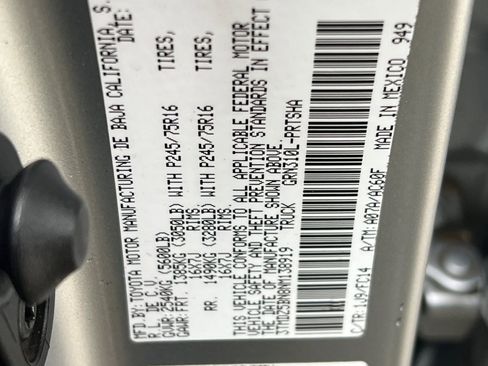 MFD.BY:TOYOTA MOTOR MANUFACTURING DE BAJA CALIFORNIA, S.
R.L. DE C.V. DATE:
GVWR:2540KG (5600LB)
GAWR:FRT. 1385KG (3050LB) WITH P245/75R16 TIRES,
16X7J RIMS
RR. 1490KG (3280LB) WITH P245/75R16 TIRES,
16X7J RIMS
THIS VEHICLE CONFORMS TO ALL APPLICABLE FEDERAL MOTOR
VEHICLE SAFETY AND THEFT PREVENTION STANDARDS IN EFFECT
ON THE DATE OF MANUFACTURE SHOWN ABOVE.
TRUCK GRN310L-PRTSHA
C/TR:1J9/FC14 A/TM:A07A/AC60F MADE IN MEXICO 949